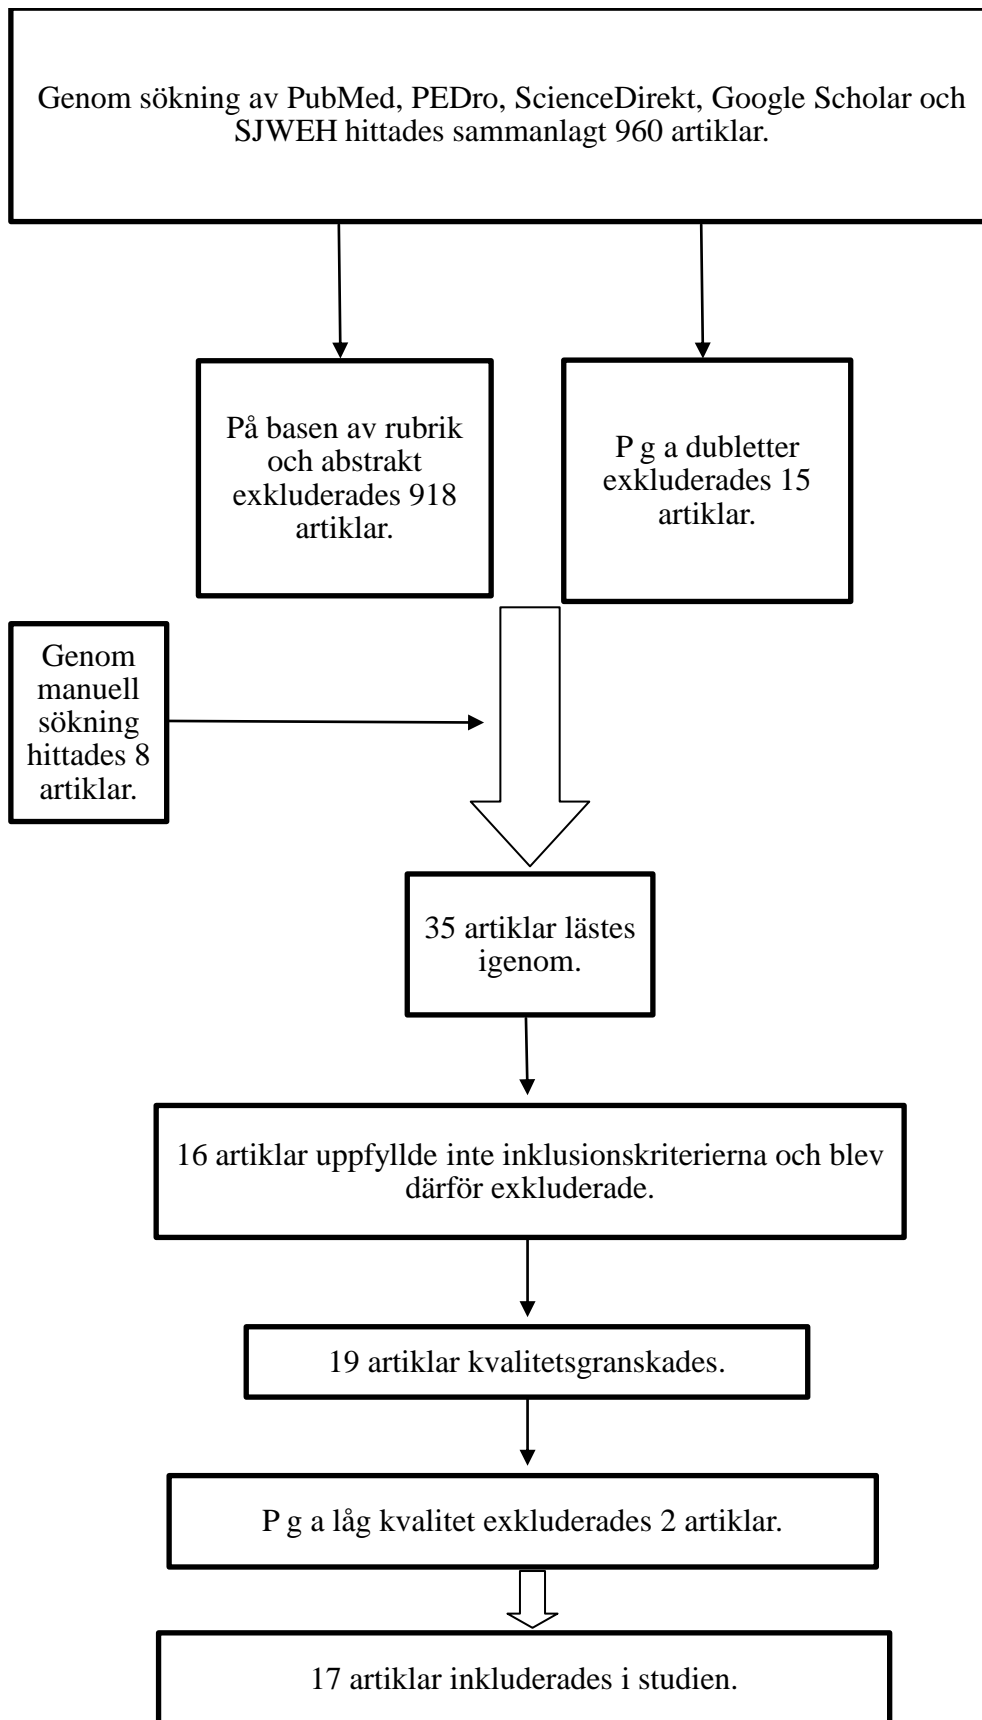 Genom sökning av PubMed, PEDro, ScienceDirekt, Google Scholar och
SJWEH hittades sammanlagt 960 artiklar.
På basen av rubrik
och abstrakt
exkluderades 918
artiklar.
P g a dubletter
exkluderades 15
artiklar.
Genom
manuell
sökning
hittades 8
artiklar.
35 artiklar lästes
igenom.
16 artiklar uppfyllde inte inklusionskriterierna och blev
därför exkluderade.
19 artiklar kvalitetsgranskades.
P g a låg kvalitet exkluderades 2 artiklar.
17 artiklar inkluderades i studien.